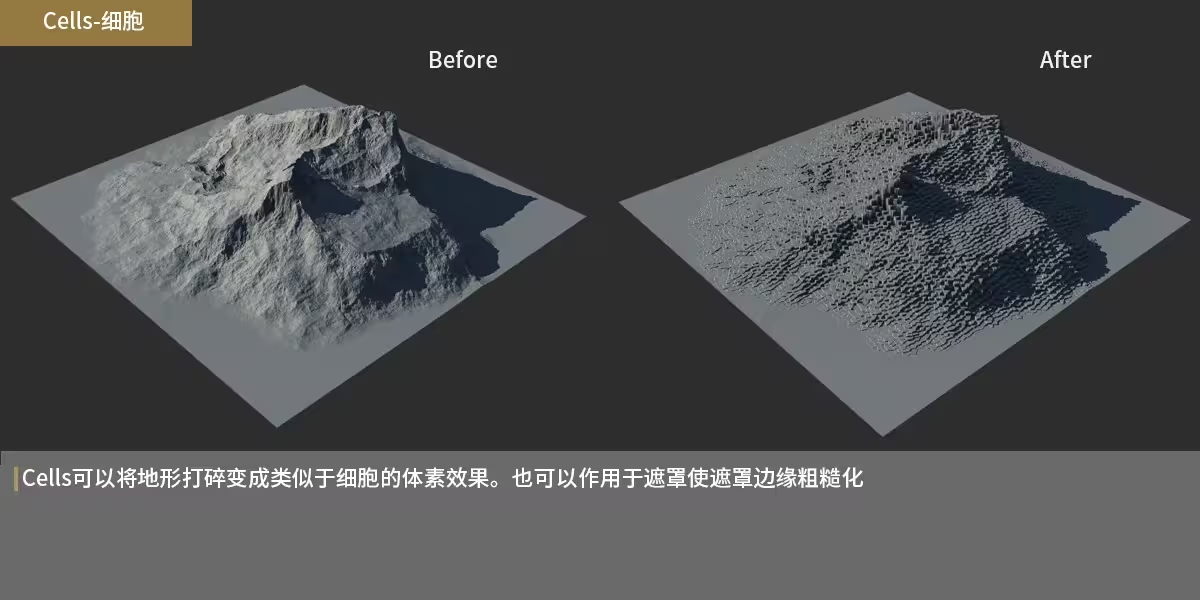 Cells-细胞
Before
After
Cells可以将地形打碎变成类似于细胞的体素效果。也可以作用于遮罩使遮罩边缘粗糙化